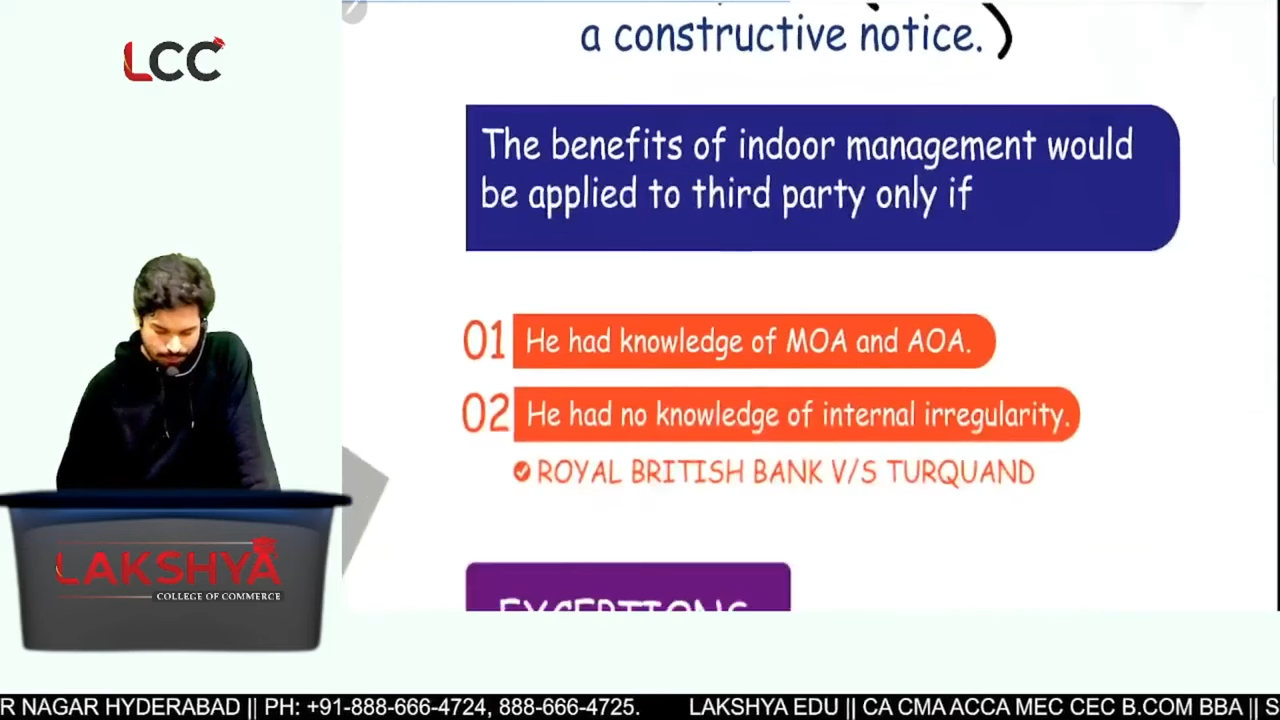 LCC
a constructive notice. )
The benefits of indoor management would
be applied to third party only if
01 He had knowledge of MOA and AOA.
02 He had no knowledge of internal irregularity.
ROYAL BRITISH BANK V/S TURQUAND
EXCEPTIONS
LAKSHYA
COLLEGE OF COMMERCE
R NAGAR HYDERABAD || PH: +91-888-666-4724, 888-666-4725. LAKSHYA EDU || CA CMA ACCA MEC CEC B.COM BBA || S